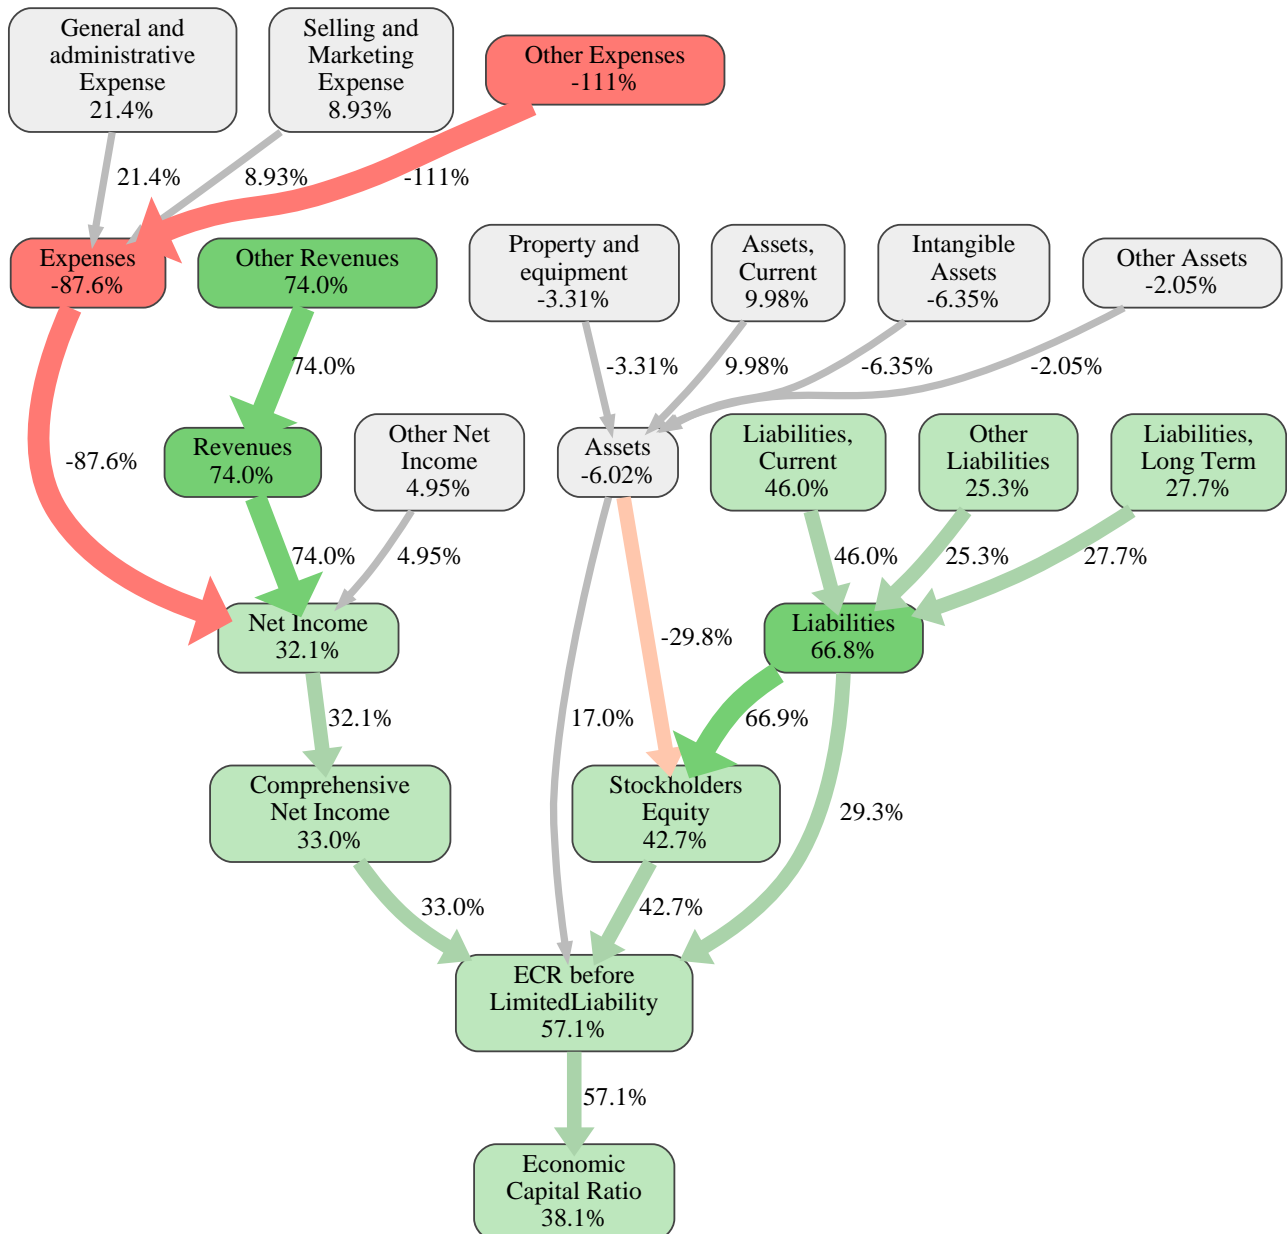 General and
administrative
Expense
21.4%
Selling and
Marketing
Expense
8.93%
Other Expenses
-111%
21.4%
8.93%
-111%
Expenses
-87.6%
Other Revenues
74.0%
Property and
equipment
-3.31%
Assets,
Current
9.98%
Intangible
Assets
-6.35%
Other Assets
-2.05%
74.0%
-3.31%
9.98%
-6.35%
-2.05%
-87.6%
Revenues
74.0%
Other Net
Income
4.95%
Assets
-6.02%
Liabilities,
Current
46.0%
Other
Liabilities
25.3%
Liabilities,
Long Term
27.7%
74.0%
4.95%
46.0%
25.3%
27.7%
Net Income
32.1%
-29.8%
Liabilities
66.8%
32.1%
17.0%
66.9%
Comprehensive
Net Income
33.0%
Stockholders
Equity
42.7%
29.3%
33.0%
42.7%
ECR before
LimitedLiability
57.1%
57.1%
Economic
Capital Ratio
38.1%